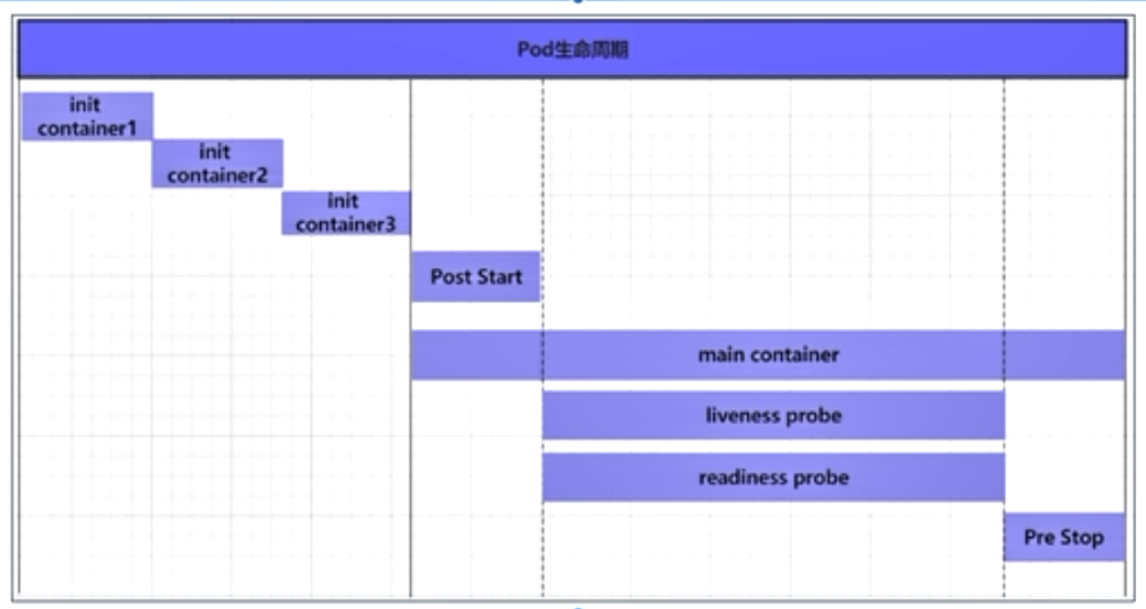 Pod生命周期
init
container1
init
container2
init
container3
Post Start
main container
liveness probe
readiness probe
Pre Stop